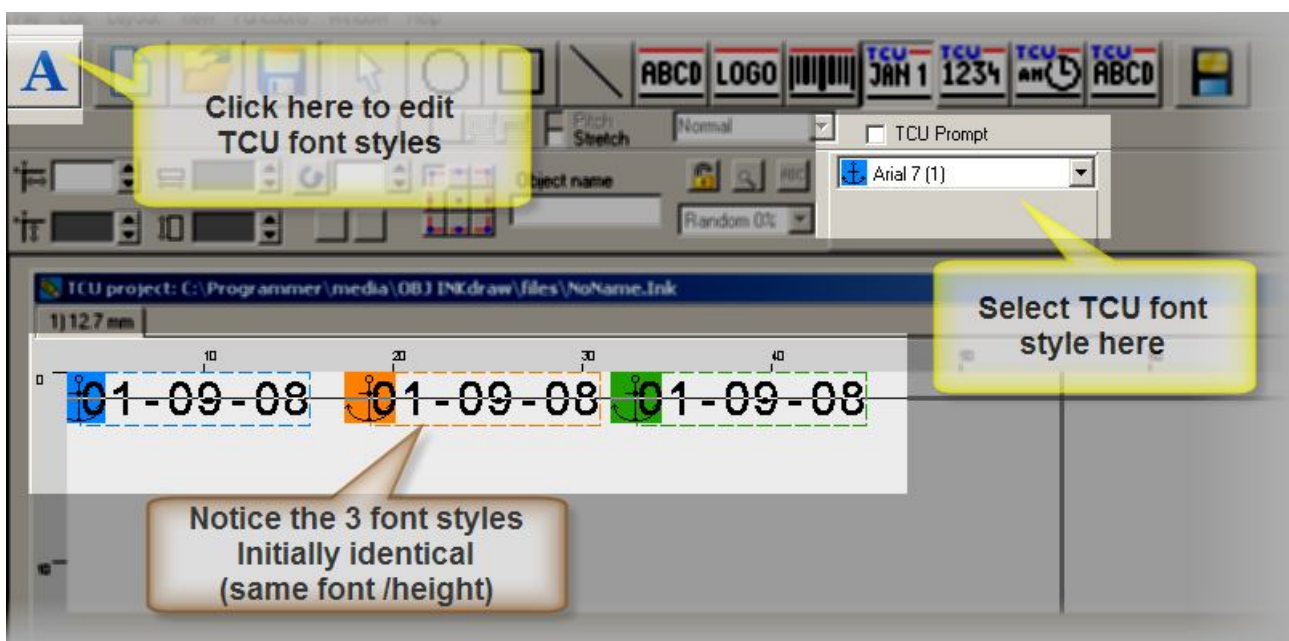 A
ABCD LOGO TCU JAN 1 TCU 1234 TCU AM TCU ABCD
Click here to edit
TCU font styles
Pitch
Stretch
Normal
TCU Prompt
Arial 7 (1)
Object name
Random 0%
TCU project: C:\Programmer\media\OBJ INKdraw\files\NoName.Ink
1) 12.7 mm
Select TCU font
style here
10 20 30 40
0
01-09-08 01-09-08 01-09-08
Notice the 3 font styles
Initially identical
(same font /height)
10